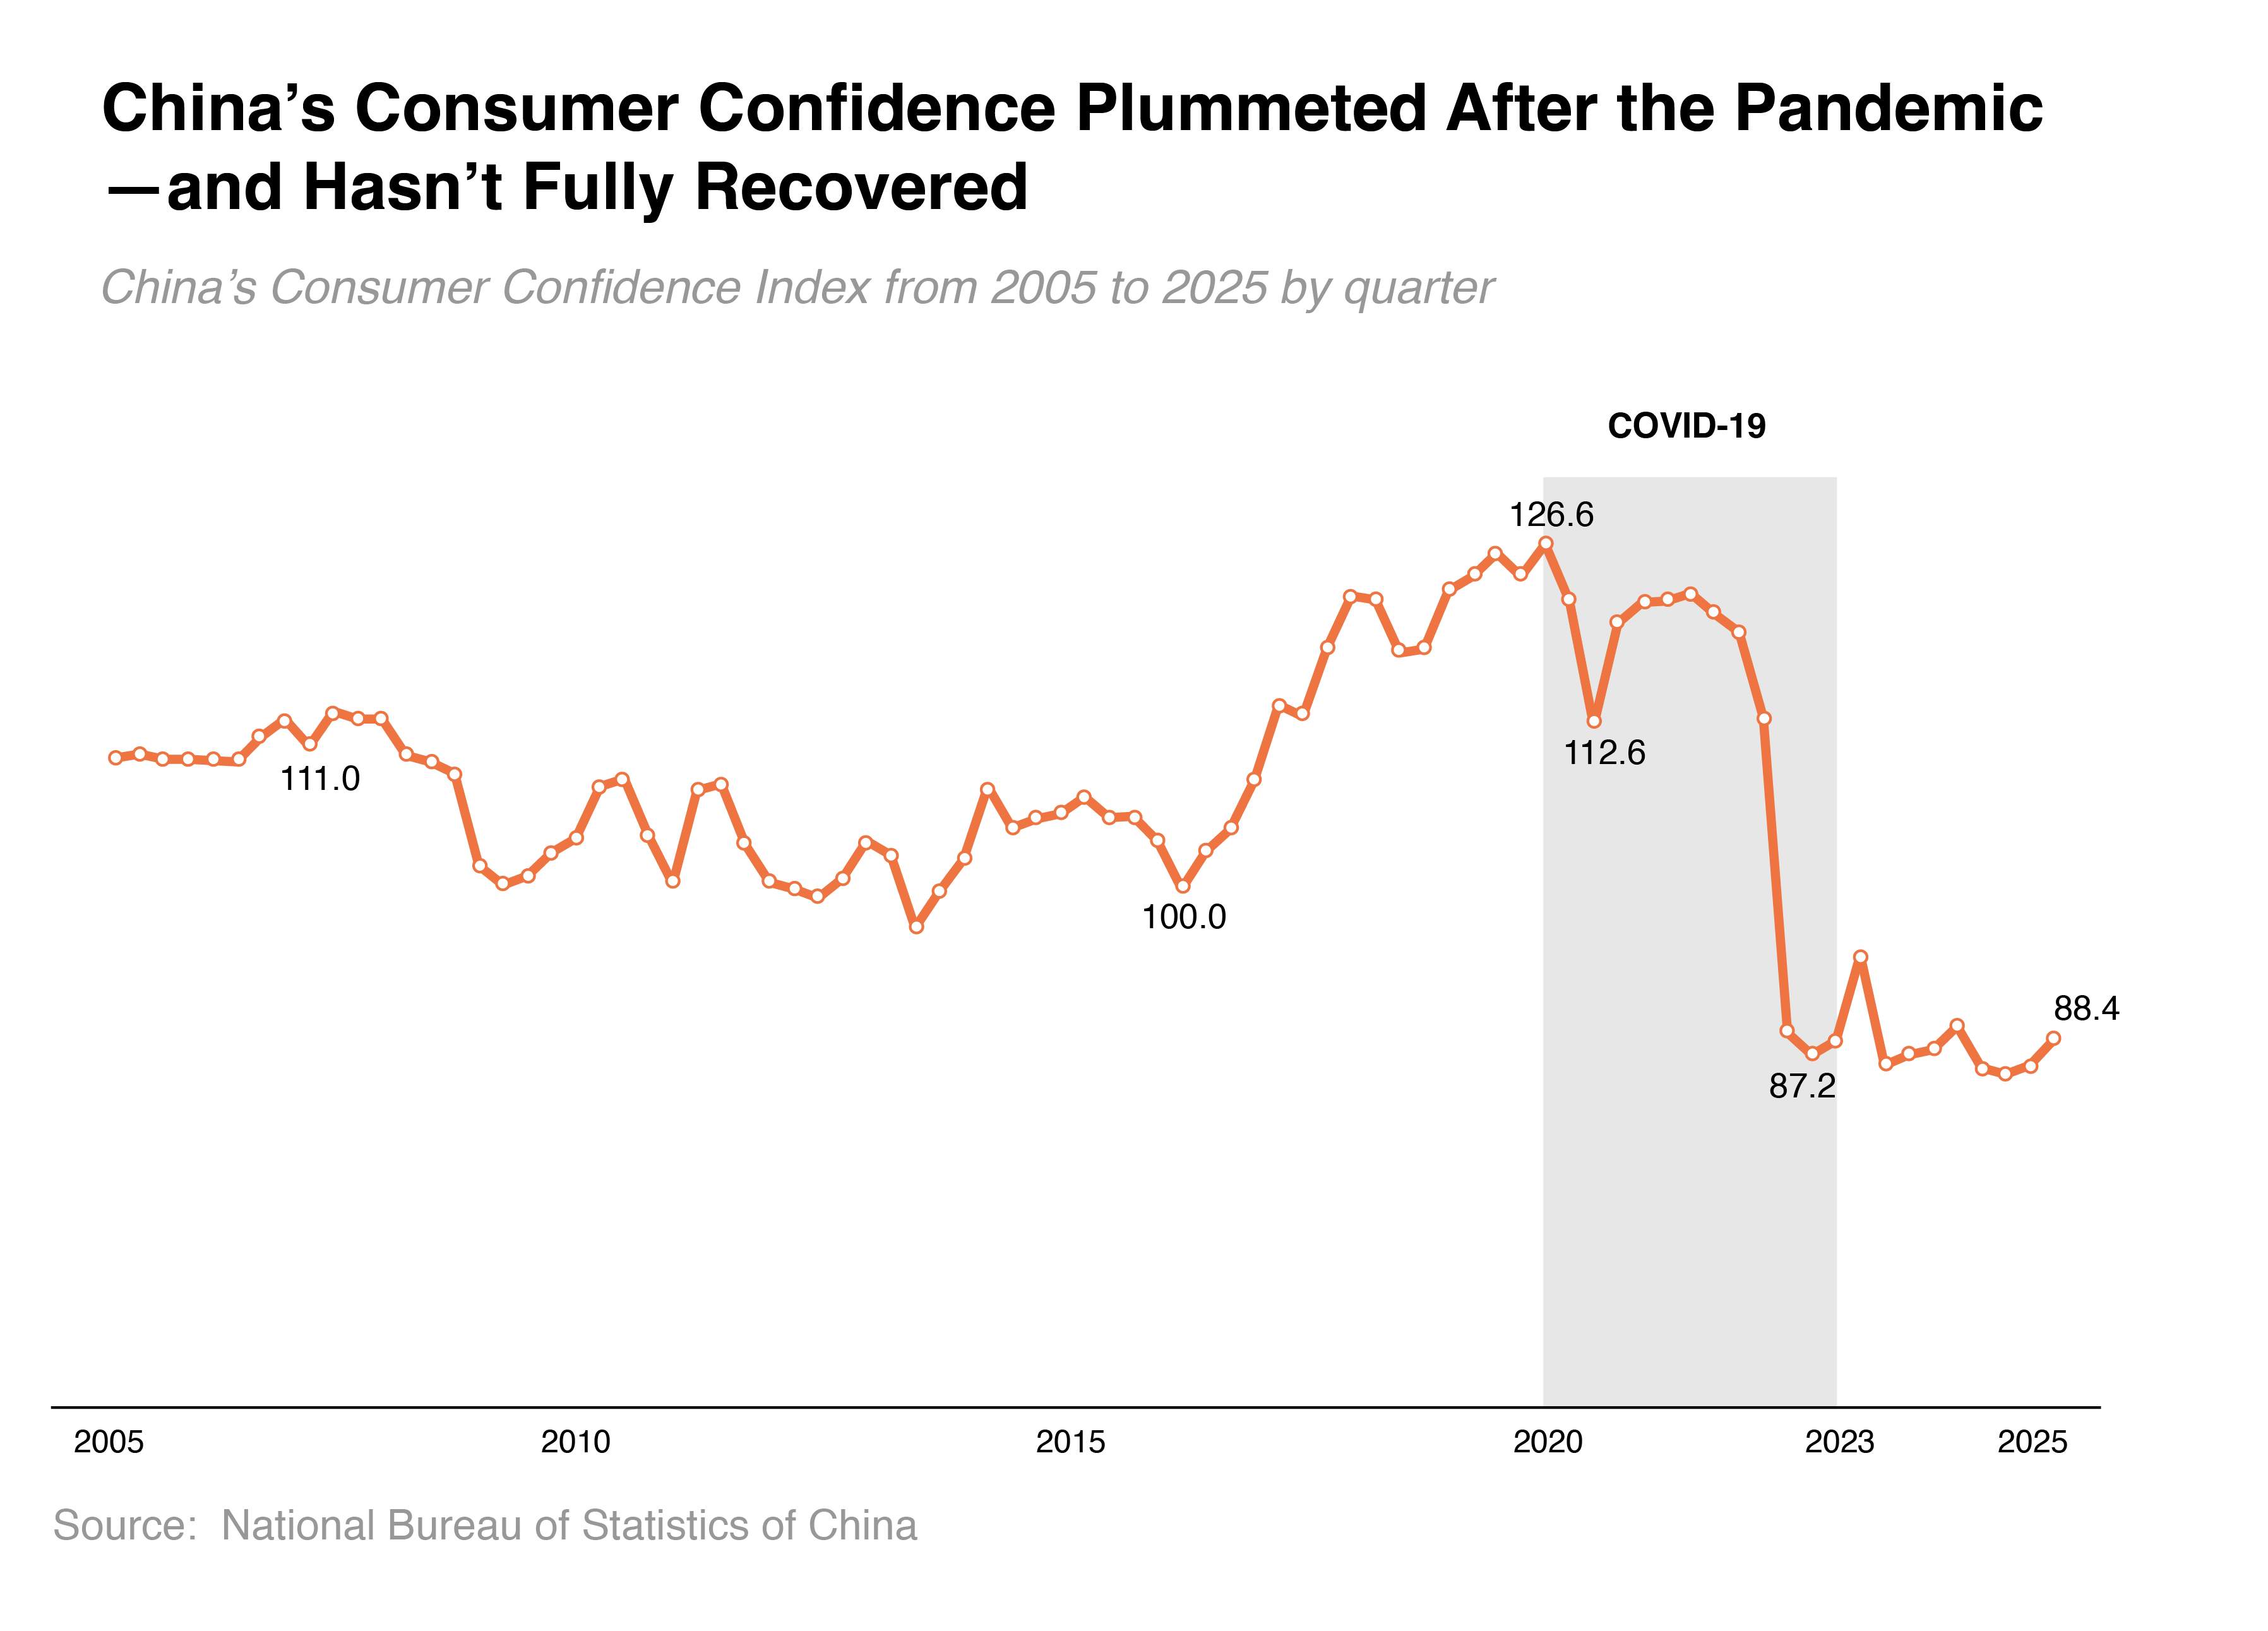 China’s Consumer Confidence Plummeted After the Pandemic
—and Hasn’t Fully Recovered
China’s Consumer Confidence Index from 2005 to 2025 by quarter
COVID-19
126.6
111.0
112.6
100.0
88.4
87.2
2005
2010
2015
2020
2023
2025
Source:  National Bureau of Statistics of China